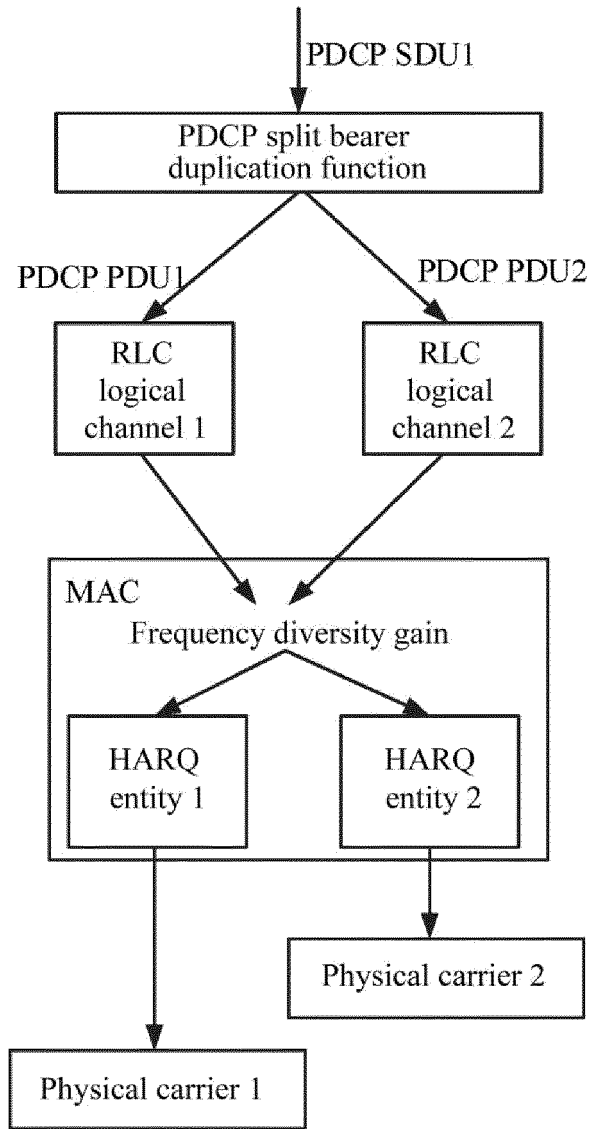 PDCP SDU1
PDCP split bearer
duplication function
PDCP PDU1
PDCP PDU2
RLC
logical
channel 1
RLC
logical
channel 2
MAC
Frequency diversity gain
HARQ
entity 1
HARQ
entity 2
Physical carrier 2
Physical carrier 1